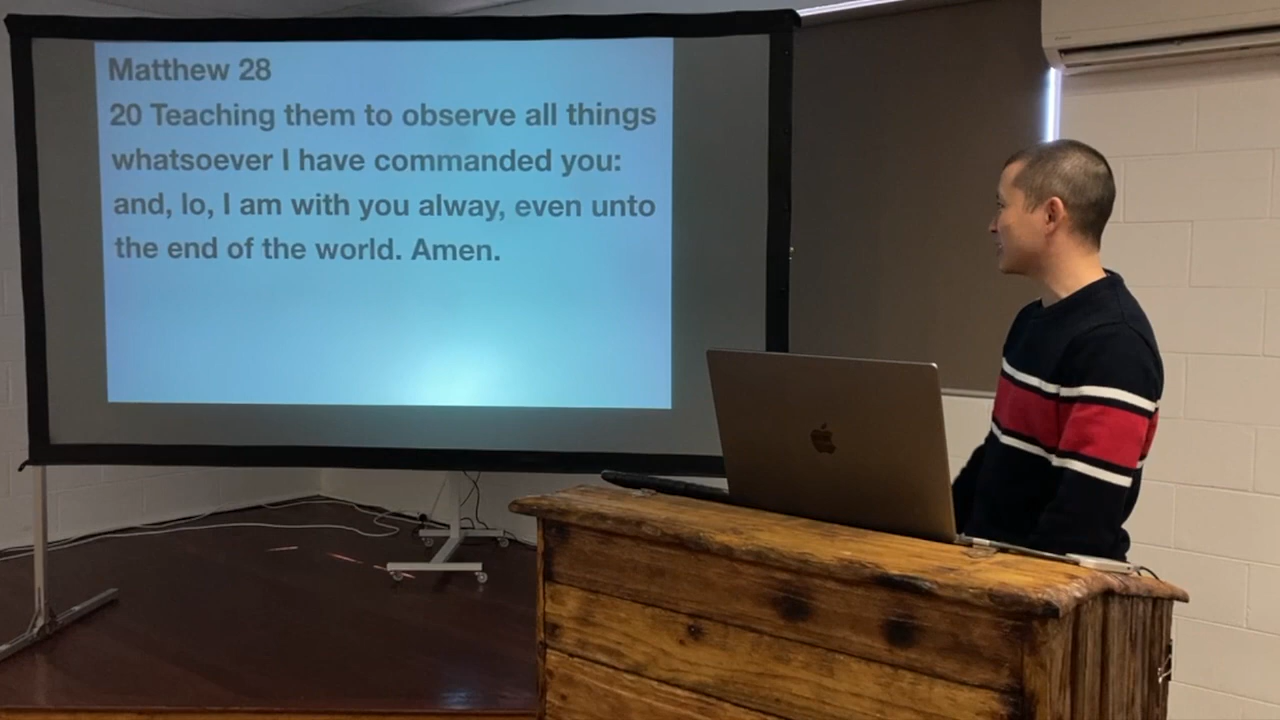 Matthew 28
20 Teaching them to observe all things
whatsoever I have commanded you:
and, lo, I am with you alway, even unto
the end of the world. Amen.